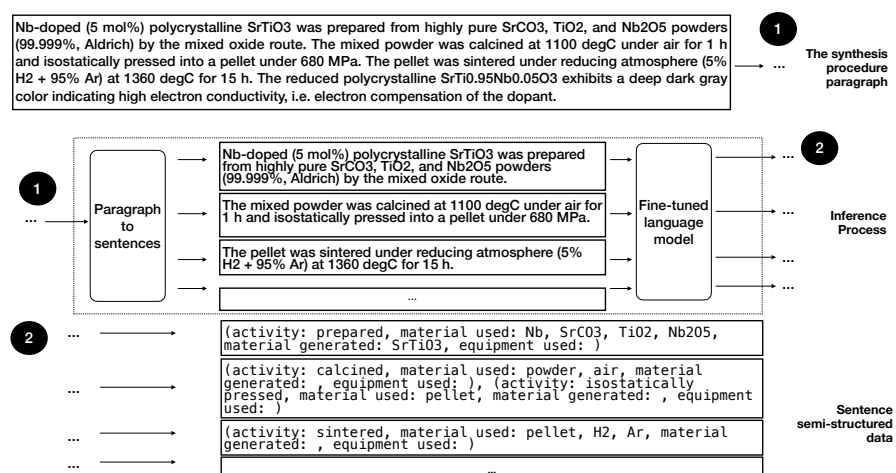 Nb-doped (5 mol%) polycrystalline SrTiO3 was prepared from highly pure SrCO3, TiO2, and Nb2O5 powders
(99.999%, Aldrich) by the mixed oxide route. The mixed powder was calcined at 1100 degC under air for 1 h
and isostatically pressed into a pellet under 680 MPa. The pellet was sintered under reducing atmosphere (5%
H2 + 95% Ar) at 1360 degC for 15 h. The reduced polycrystalline SrTi0.95Nb0.05O3 exhibits a deep dark gray
color indicating high electron conductivity, i.e. electron compensation of the dopant.
1
...
The synthesis
procedure
paragraph
1
...
Paragraph
to
sentences
Nb-doped (5 mol%) polycrystalline SrTiO3 was prepared
from highly pure SrCO3, TiO2, and Nb2O5 powders
(99.999%, Aldrich) by the mixed oxide route.
The mixed powder was calcined at 1100 degC under air for
1 h and isostatically pressed into a pellet under 680 MPa.
The pellet was sintered under reducing atmosphere (5%
H2 + 95% Ar) at 1360 degC for 15 h.
...
Fine-tuned
language
model
...
...
...
...
2
Inference
Process
2
...
(activity: prepared, material used: Nb, SrCO3, TiO2, Nb2O5,
material generated: SrTiO3, equipment used: )
...
(activity: calcined, material used: powder, air, material
generated: , equipment used: ), (activity: isostatically
pressed, material used: pellet, material generated: , equipment
used: )
...
(activity: sintered, material used: pellet, H2, Ar, material
generated: , equipment used: )
...
...
Sentence
semi-structured
data